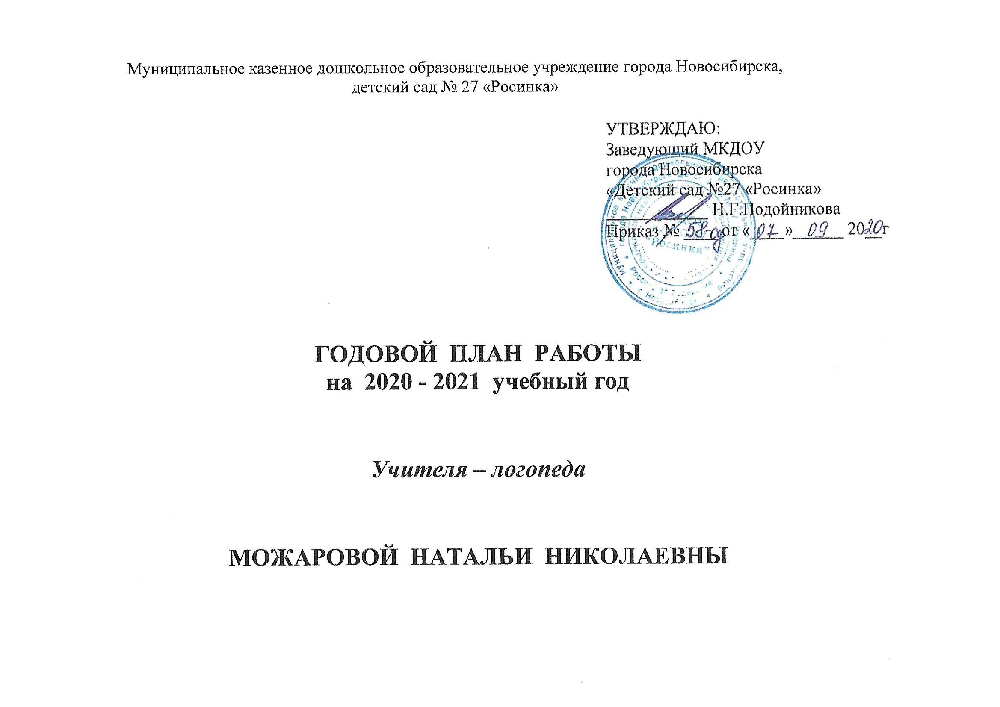 Муниципальное казенное дошкольное образовательное учреждение города Новосибирска,
детский сад № 27 «Росинка»
УТВЕРЖДАЮ:
Заведующий МКДОУ
города Новосибирска
«Детский сад №27 «Росинка»
Н.Г.Подойникова
Приказ № 58-од от «07» 09 2020г
"Росинка"
ГОДОВОЙ ПЛАН РАБОТЫ
на 2020 - 2021 учебный год
Учителя – логопеда
МОЖАРОВОЙ НАТАЛЬИ НИКОЛАЕВНЫ